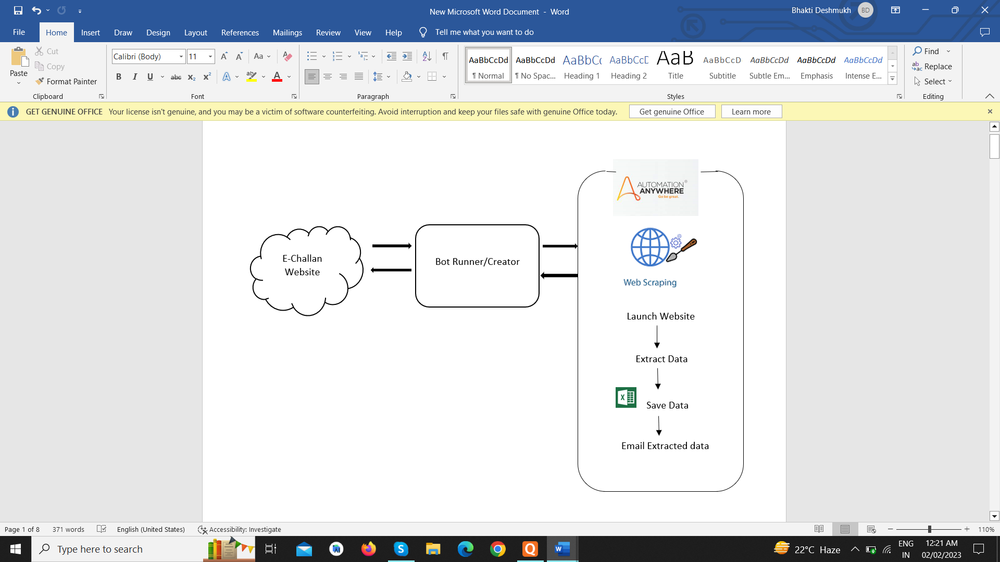 New Microsoft Word Document - Word
Bhakti Deshmukh BD
File Home Insert Draw Design Layout References Mailings Review View Help Tell me what you want to do
Paste
Cut
Copy
Format Painter
Clipboard
Calibri (Body) 11
Aa
B I U abc x₂ x² A ab A
Font
Paragraph
AaBbCcDd AaBbCcDd AaBbCc AaBbCcD AaB AaBbCcD AaBbCcDd AaBbCcDd AaBbCcDd
¶ Normal ¶ No Spac... Heading 1 Heading 2 Title Subtitle Subtle Em... Emphasis Intense E...
Styles
Find
Replace
Select
Editing
GET GENUINE OFFICE Your license isn't genuine, and you may be a victim of software counterfeiting. Avoid interruption and keep your files safe with genuine Office today. Get genuine Office Learn more
AUTOMATION
ANYWHERE
Go be great.
E-Challan
Website
Bot Runner/Creator
Web Scraping
Launch Website
Extract Data
Save Data
Email Extracted data
Page 1 of 8 371 words English (United States) Accessibility: Investigate 110%
Type here to search
22°C Haze
ENG
IN
12:21 AM
02/02/2023